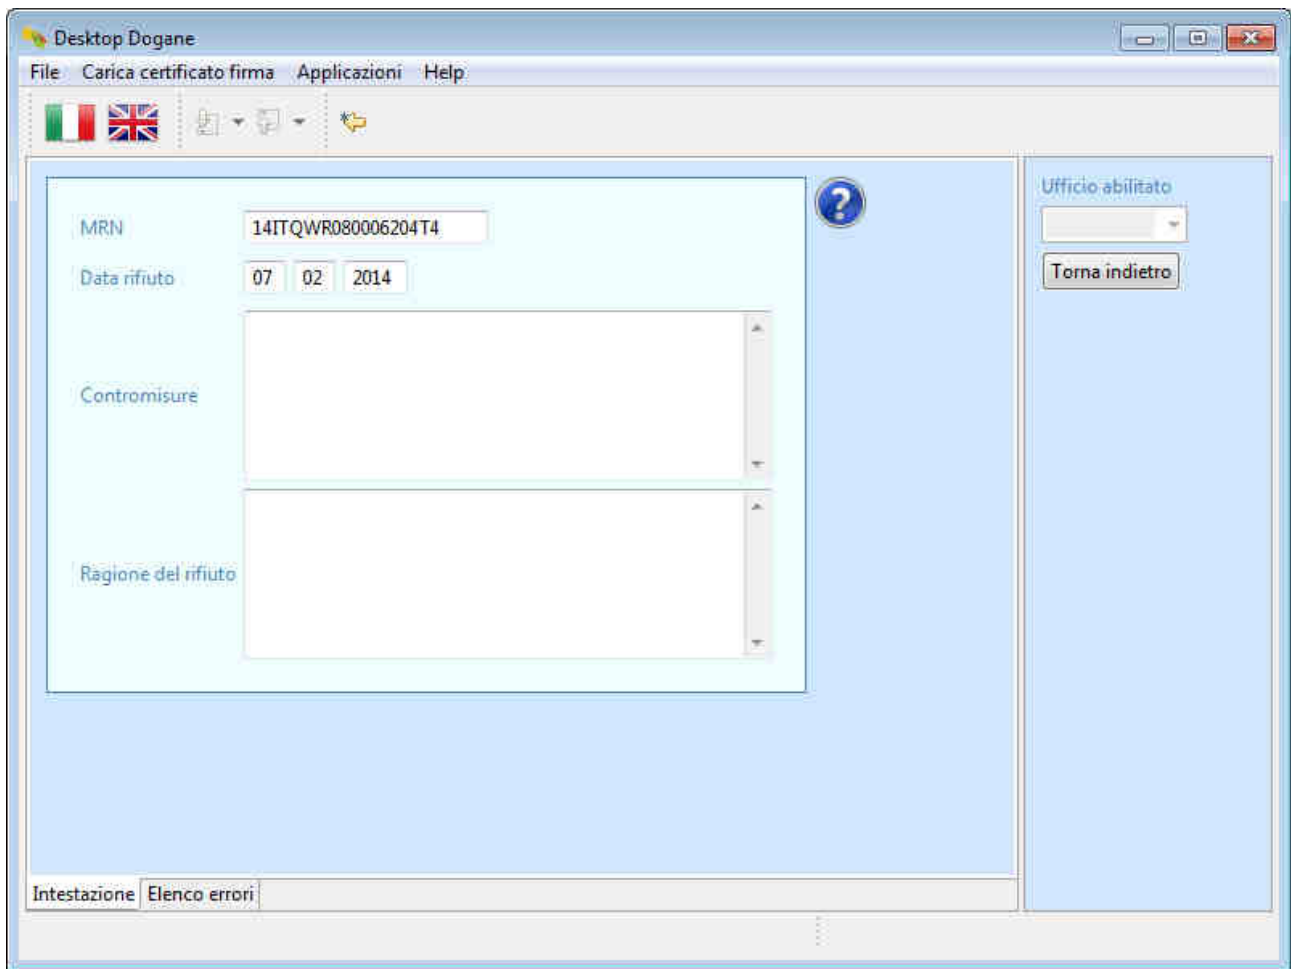 Desktop Dogane
File Carica certificato firma Applicazioni Help
MRN 14ITQWR080006204T4
Data rifiuto 07 02 2014
Contromisure
Ragione del rifiuto
?
Ufficio abilitato
Torna indietro
Intestazione Elenco errori